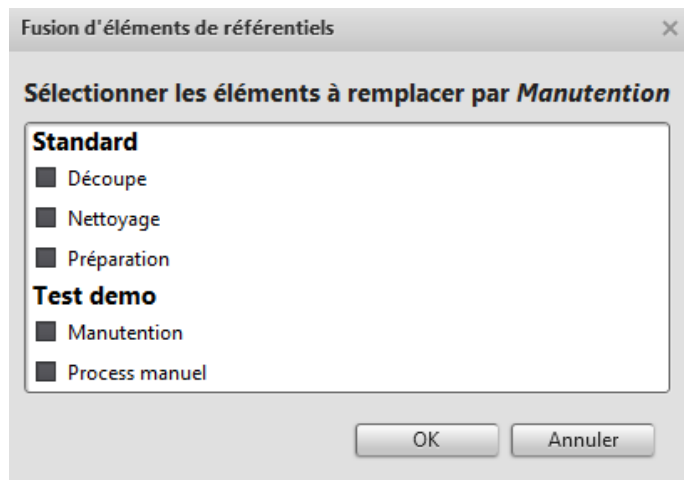 Fusion d'éléments de référentiels
Sélectionner les éléments à remplacer par Manutention
Standard
Découpe
Nettoyage
Préparation
Test demo
Manutention
Process manuel
OK
Annuler